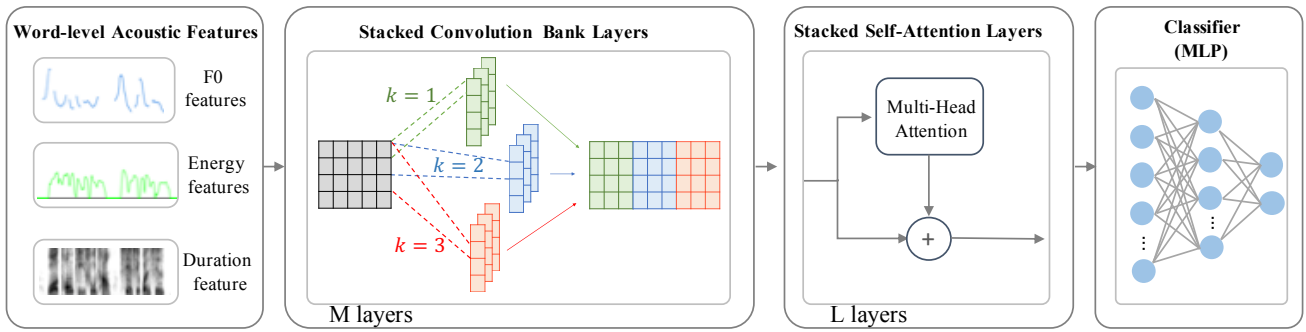 Word-level Acoustic Features
F0
features
Energy
features
Duration
feature
Stacked Convolution Bank Layers
k = 1
k = 2
k = 3
M layers
Stacked Self-Attention Layers
Multi-Head
Attention
+
L layers
Classifier
(MLP)
...
...